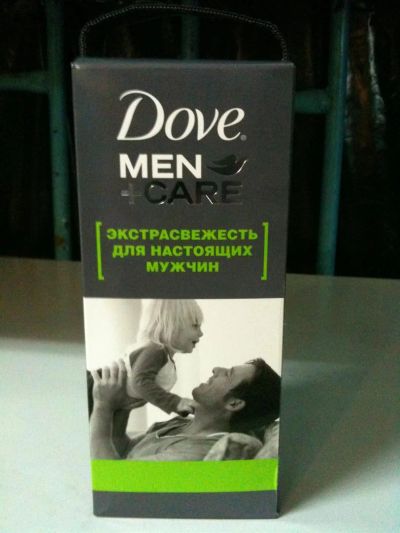 Dove
MEN
+CARE
ЭКСТРАСВЕЖЕСТЬ
ДЛЯ НАСТОЯЩИХ
МУЖЧИН